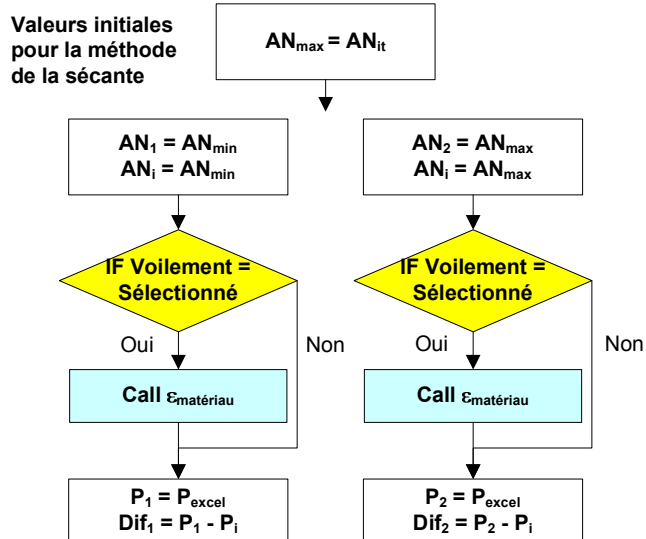 Valeurs initiales
pour la méthode
de la sécante
ANmax = ANit
AN1 = ANmin
ANi = ANmin
AN2 = ANmax
ANi = ANmax
IF Voilement =
Sélectionné
IF Voilement =
Sélectionné
Oui
Non
Oui
Non
Call εmatériau
Call εmatériau
P1 = Pexcel
Dif1 = P1 - Pi
P2 = Pexcel
Dif2 = P2 - Pi